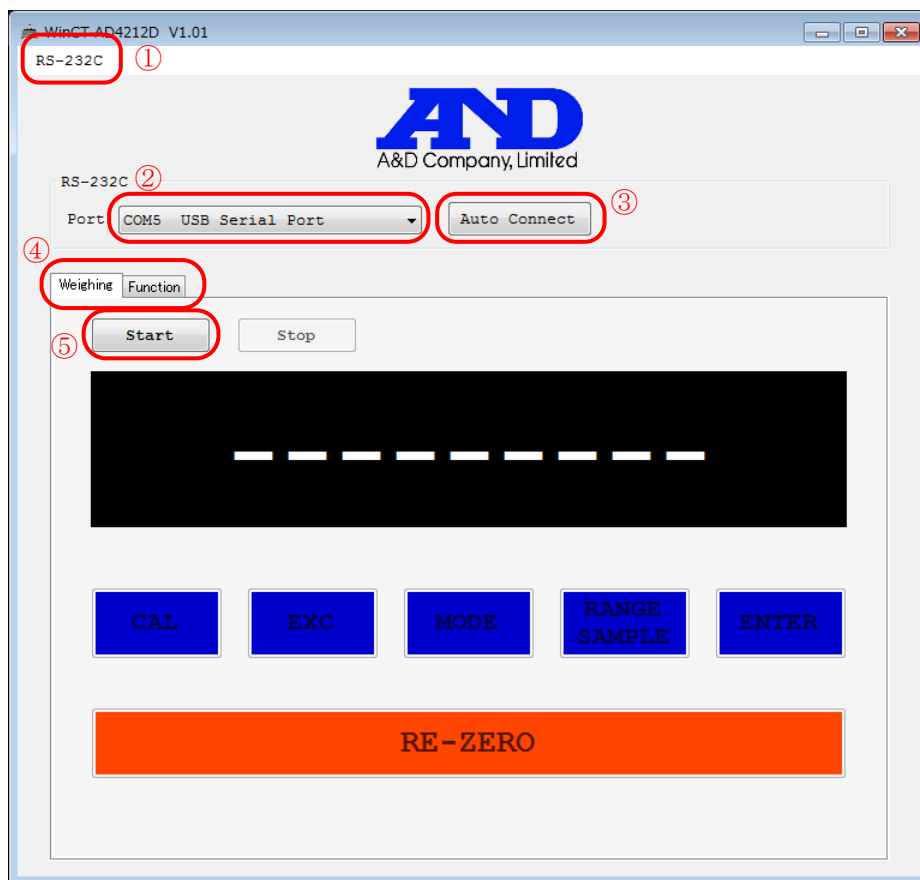 WinCT-AD4212D V1.01
RS-232C ①
AND
A&D Company, Limited
RS-232C ②
Port COM5 USB Serial Port Auto Connect ③
④
Weighing Function
⑤ Start Stop
CAL EXC MODE RANGE SAMPLE ENTER
RE-ZERO